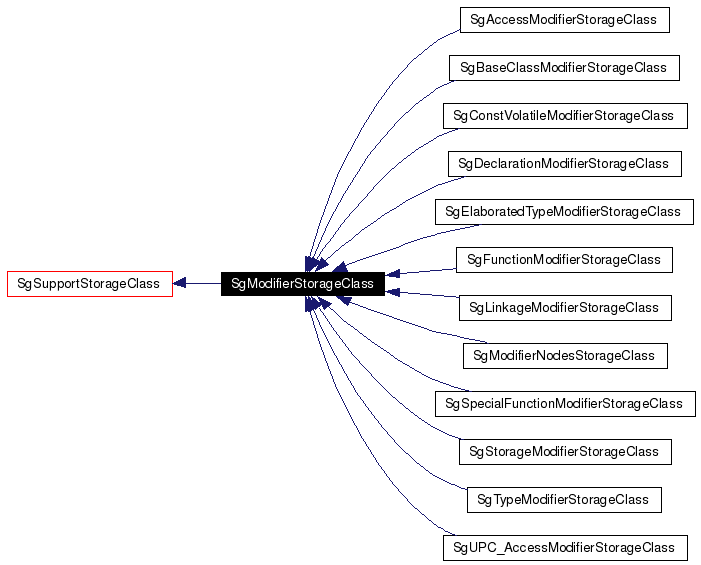 SgAccessModifierStorageClass
SgBaseClassModifierStorageClass
SgConstVolatileModifierStorageClass
SgDeclarationModifierStorageClass
SgElaboratedTypeModifierStorageClass
SgFunctionModifierStorageClass
SgSupportStorageClass
SgModifierStorageClass
SgLinkageModifierStorageClass
SgModifierNodesStorageClass
SgSpecialFunctionModifierStorageClass
SgStorageModifierStorageClass
SgTypeModifierStorageClass
SgUPC_AccessModifierStorageClass